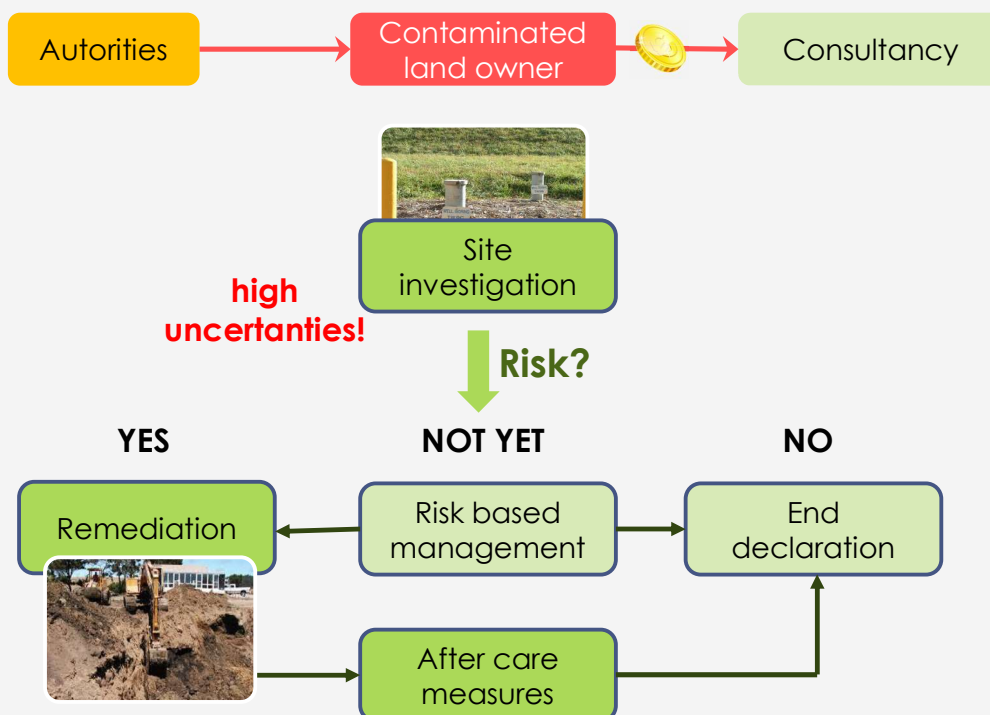 Autorities
Contaminated
land owner
Consultancy
Site
investigation
high
uncertanties!
Risk?
YES
NOT YET
NO
Remediation
Risk based
management
End
declaration
After care
measures